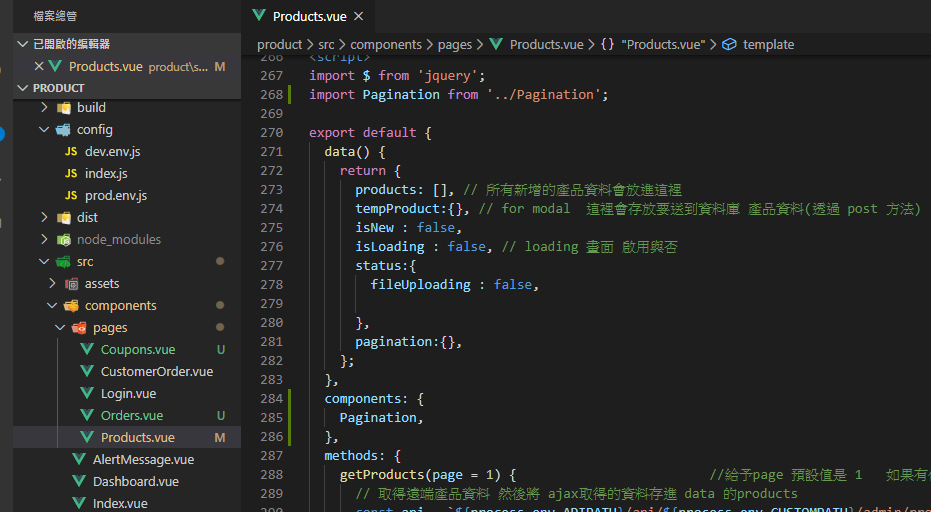 檔案總管
已開啟的編輯器
Products.vue product\s... M
PRODUCT
build
config
JS dev.env.js
JS index.js
JS prod.env.js
dist
node_modules
src
assets
components
pages
Coupons.vue U
CustomerOrder.vue
Login.vue
Orders.vue U
Products.vue M
AlertMessage.vue
Dashboard.vue
Index.vue
Products.vue
product > src > components > pages > Products.vue > {} "Products.vue" > template
266 <script>
267 import $ from 'jquery';
268 import Pagination from '../Pagination';
269
270 export default {
271 data() {
272 return {
273 products: [], // 所有新增的產品資料會放進這裡
274 tempProduct:{}, // for modal 這裡會存放要送到資料庫 產品資料(透過 post 方法)
275 isNew : false,
276 isLoading : false, // loading 畫面 啟用與否
277 status:{
278 fileUploading : false,
279
280 },
281 pagination:{},
282 };
283 },
284 components: {
285 Pagination,
286 },
287 methods: {
288 getProducts(page = 1) { //給予page 預設值是 1 如果有
289 // 取得遠端產品資料 然後將 ajax取得的資料存進 data 的products
290 const api = `${process.env.APIPATH}/api/${process.env.CUSTOMPATH}/admin/pro